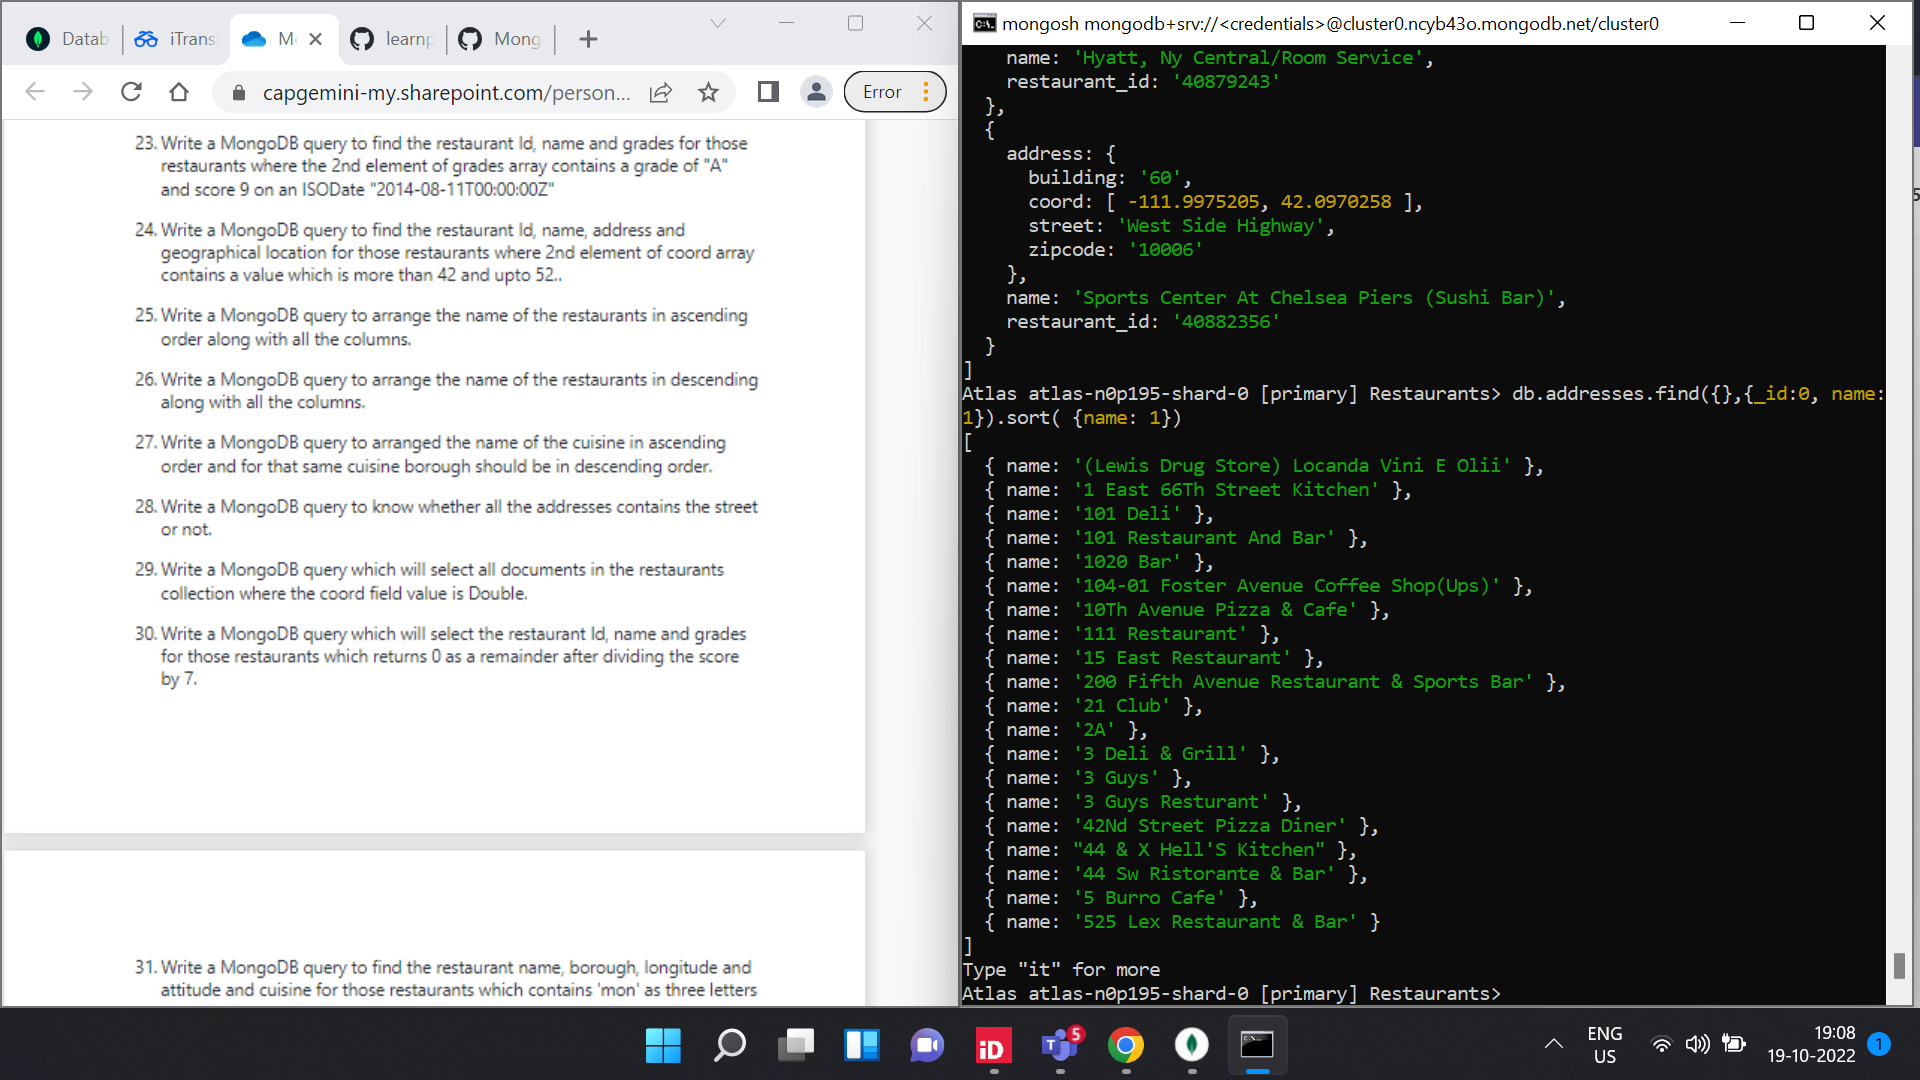 Datab
iTrans
M
learnp
Mong
capgemini-my.sharepoint.com/person...
Error
23. Write a MongoDB query to find the restaurant Id, name and grades for those
restaurants where the 2nd element of grades array contains a grade of "A"
and score 9 on an ISODate "2014-08-11T00:00:00Z"
24. Write a MongoDB query to find the restaurant Id, name, address and
geographical location for those restaurants where 2nd element of coord array
contains a value which is more than 42 and upto 52..
25. Write a MongoDB query to arrange the name of the restaurants in ascending
order along with all the columns.
26. Write a MongoDB query to arrange the name of the restaurants in descending
along with all the columns.
27. Write a MongoDB query to arranged the name of the cuisine in ascending
order and for that same cuisine borough should be in descending order.
28. Write a MongoDB query to know whether all the addresses contains the street
or not.
29. Write a MongoDB query which will select all documents in the restaurants
collection where the coord field value is Double.
30. Write a MongoDB query which will select the restaurant Id, name and grades
for those restaurants which returns 0 as a remainder after dividing the score
by 7.
31. Write a MongoDB query to find the restaurant name, borough, longitude and
attitude and cuisine for those restaurants which contains 'mon' as three letters
mongosh mongodb+srv://<credentials>@cluster0.ncyb43o.mongodb.net/cluster0
name: 'Hyatt, Ny Central/Room Service',
restaurant_id: '40879243'
},
{
address: {
building: '60',
coord: [ -111.9975205, 42.0970258 ],
street: 'West Side Highway',
zipcode: '10006'
},
name: 'Sports Center At Chelsea Piers (Sushi Bar)',
restaurant_id: '40882356'
}
]
Atlas atlas-n0p195-shard-0 [primary] Restaurants> db.addresses.find({},{_id:0, name:
1}).sort( {name: 1})
[
{ name: '(Lewis Drug Store) Locanda Vini E Olii' },
{ name: '1 East 66Th Street Kitchen' },
{ name: '101 Deli' },
{ name: '101 Restaurant And Bar' },
{ name: '1020 Bar' },
{ name: '104-01 Foster Avenue Coffee Shop(Ups)' },
{ name: '10Th Avenue Pizza & Cafe' },
{ name: '111 Restaurant' },
{ name: '15 East Restaurant' },
{ name: '200 Fifth Avenue Restaurant & Sports Bar' },
{ name: '21 Club' },
{ name: '2A' },
{ name: '3 Deli & Grill' },
{ name: '3 Guys' },
{ name: '3 Guys Resturant' },
{ name: '42Nd Street Pizza Diner' },
{ name: "44 & X Hell'S Kitchen" },
{ name: '44 Sw Ristorante & Bar' },
{ name: '5 Burro Cafe' },
{ name: '525 Lex Restaurant & Bar' }
]
Type "it" for more
Atlas atlas-n0p195-shard-0 [primary] Restaurants>
5
iD
T
5
ENG
US
19:08
19-10-2022
1